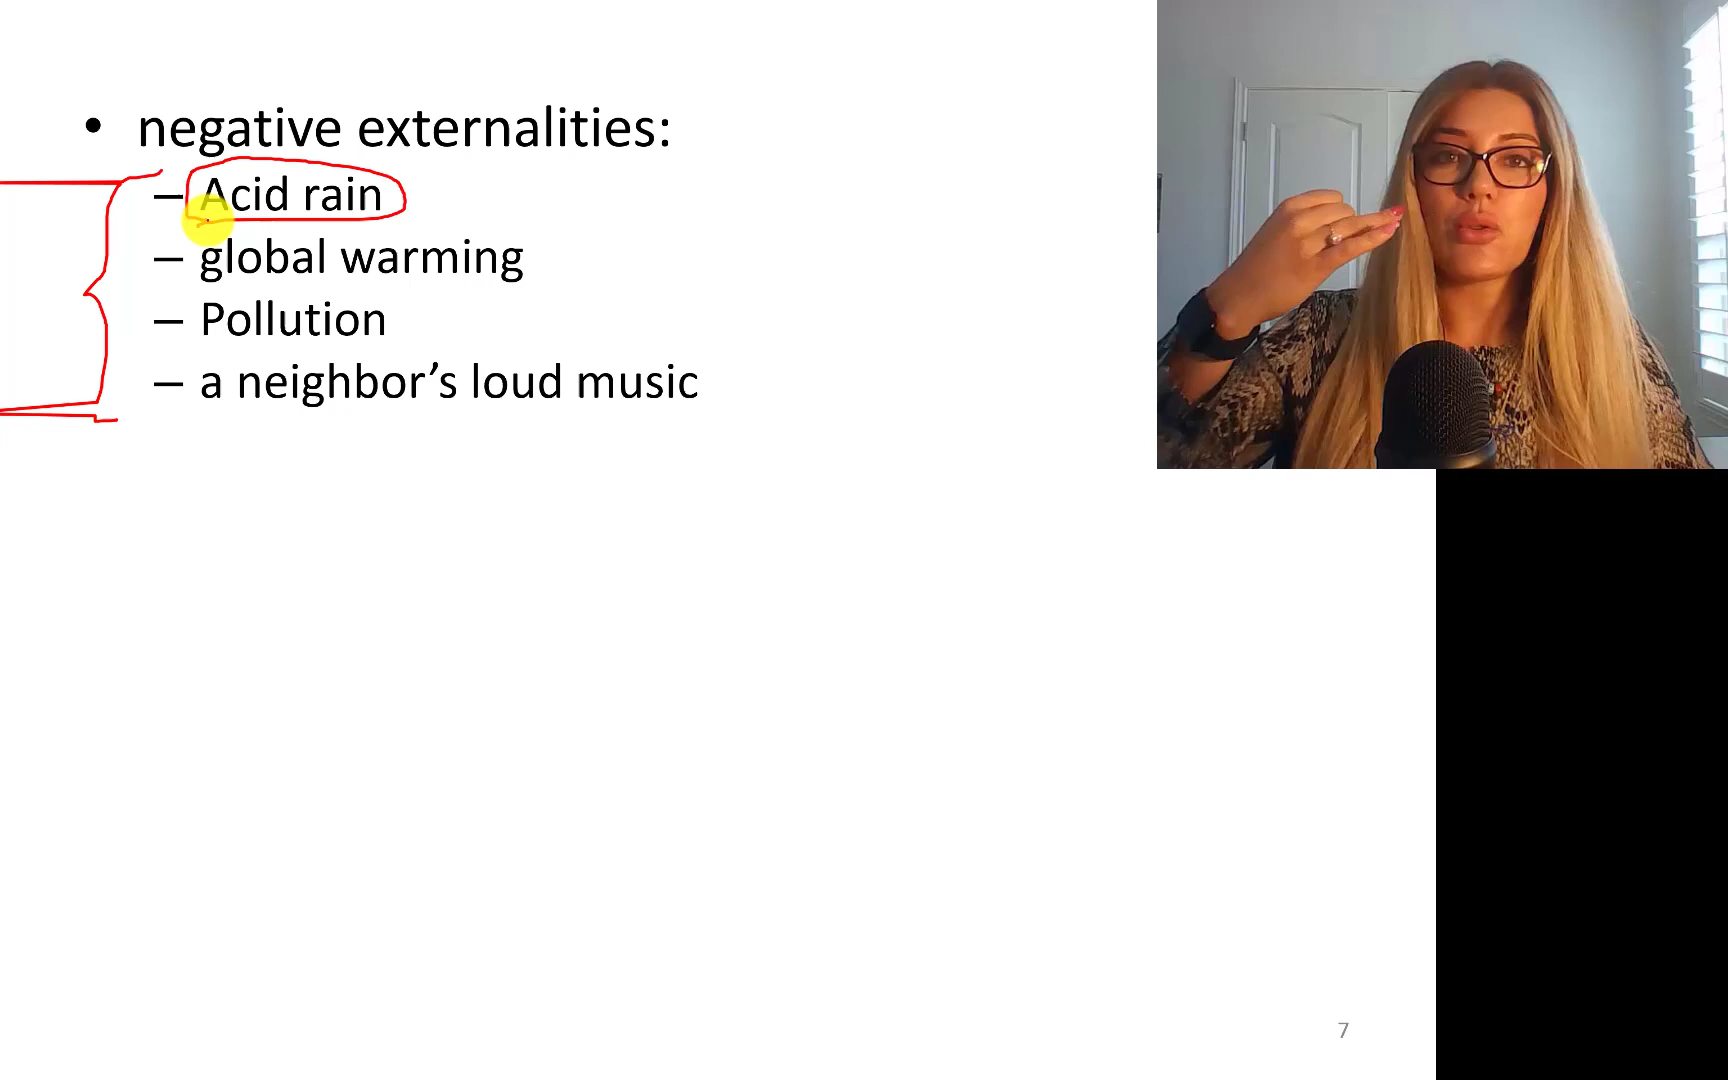 • negative externalities:
– Acid rain
– global warming
– Pollution
– a neighbor’s loud music
7